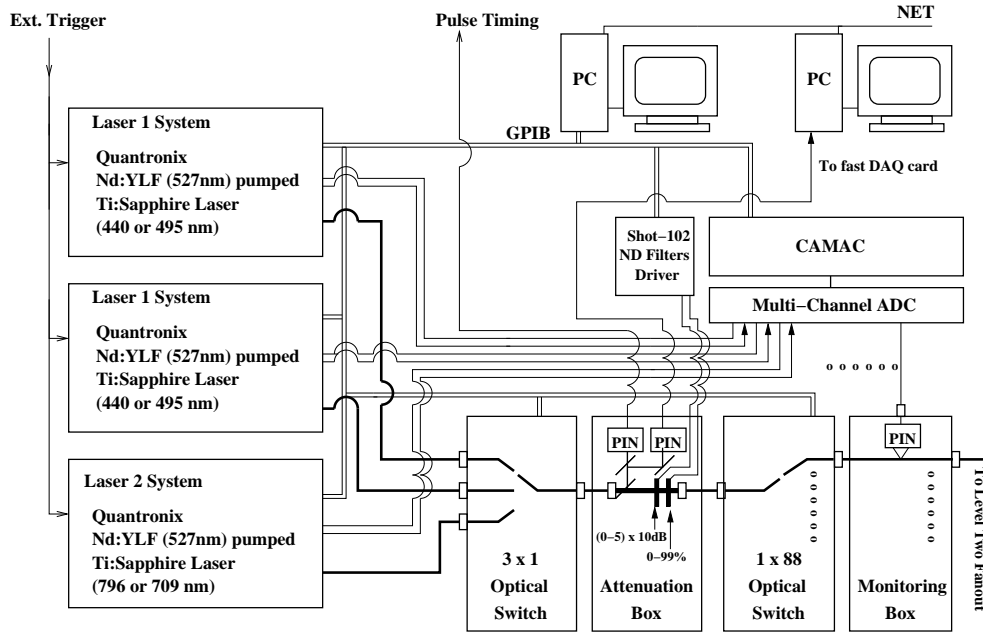 Ext. Trigger
Pulse Timing
NET
PC
PC
GPIB
To fast DAQ card
Laser 1 System
Quantronix
Nd:YLF (527nm) pumped
Ti:Sapphire Laser
(440 or 495 nm)
Shot−102
ND Filters
Driver
CAMAC
Multi−Channel ADC
Laser 1 System
Quantronix
Nd:YLF (527nm) pumped
Ti:Sapphire Laser
(440 or 495 nm)
Laser 2 System
Quantronix
Nd:YLF (527nm) pumped
Ti:Sapphire Laser
(796 or 709 nm)
PIN
PIN
PIN
(0−5) x 10dB
0−99%
3 x 1
Optical
Switch
Attenuation
Box
1 x 88
Optical
Switch
Monitoring
Box
To Level Two Fanout